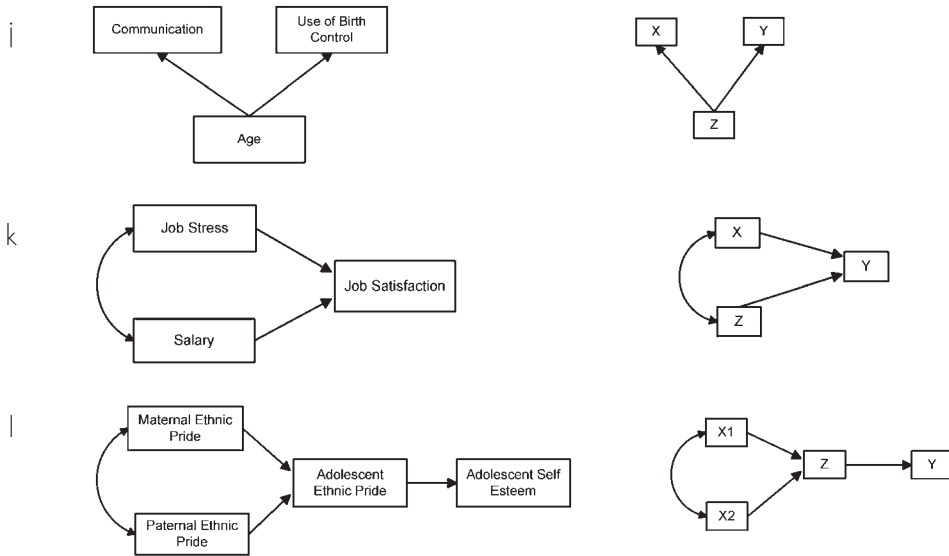 j
Communication
Use of Birth
Control
Age
X
Y
Z
k
Job Stress
Job Satisfaction
Salary
X
Y
Z
l
Maternal Ethnic
Pride
Adolescent
Ethnic Pride
Adolescent Self
Esteem
Paternal Ethnic
Pride
X1
Z
Y
X2